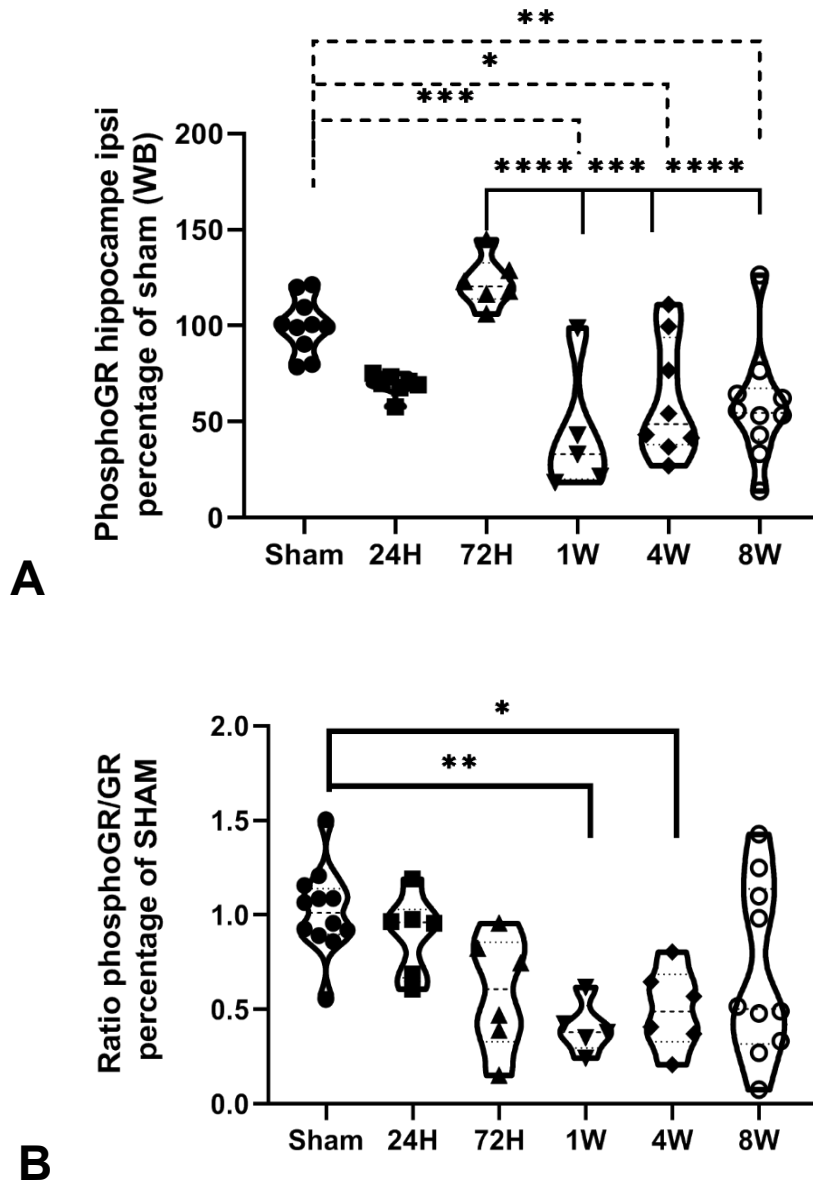 **
*
***
200
**** *** ****
150
100
50
0
PhosphoGR hippocampe ipsi
percentage of sham (WB)
Sham 24H 72H 1W 4W 8W
A
*
**
2.0
1.5
1.0
0.5
0.0
Ratio phosphoGR/GR
percentage of SHAM
Sham 24H 72H 1W 4W 8W
B